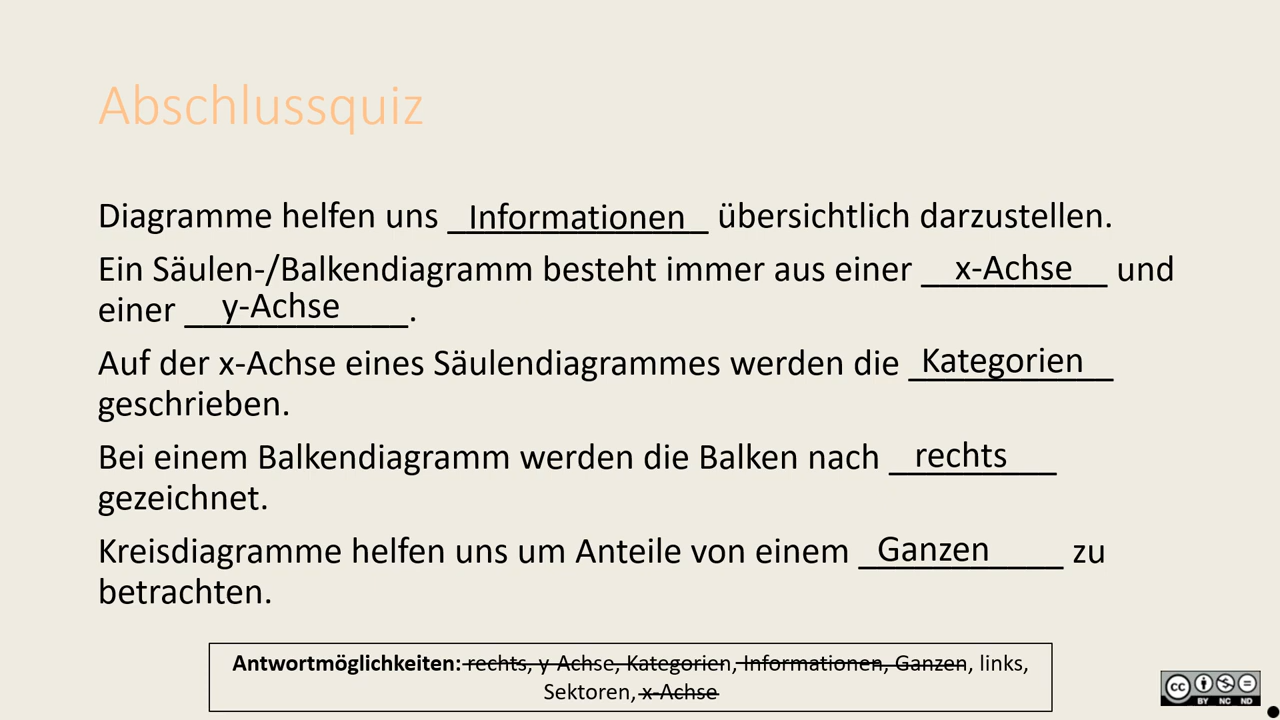 Abschlussquiz
Diagramme helfen uns Informationen übersichtlich darzustellen.
Ein Säulen-/Balkendiagramm besteht immer aus einer x-Achse und
einer y-Achse.
Auf der x-Achse eines Säulendiagrammes werden die Kategorien
geschrieben.
Bei einem Balkendiagramm werden die Balken nach rechts
gezeichnet.
Kreisdiagramme helfen uns um Anteile von einem Ganzen zu
betrachten.
Antwortmöglichkeiten: rechts, y-Achse, Kategorien, Informationen, Ganzen, links,
Sektoren, x-Achse
cc BY NC ND